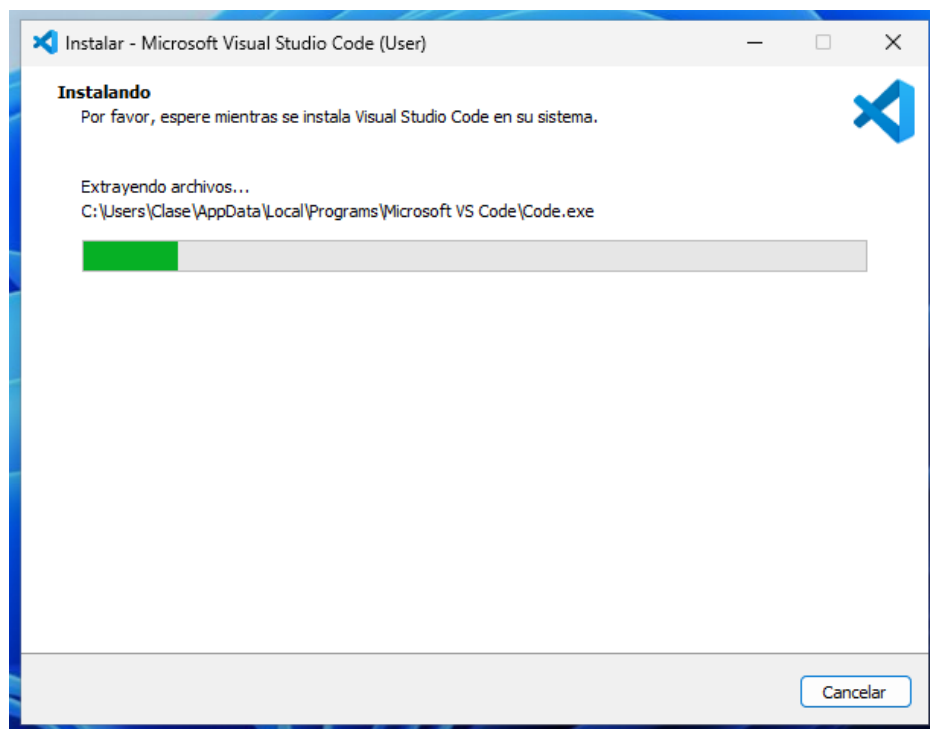 Instalar - Microsoft Visual Studio Code (User)
Instalando
Por favor, espere mientras se instala Visual Studio Code en su sistema.
Extrayendo archivos...
C:\Users\Clase\AppData\Local\Programs\Microsoft VS Code\Code.exe
Cancelar